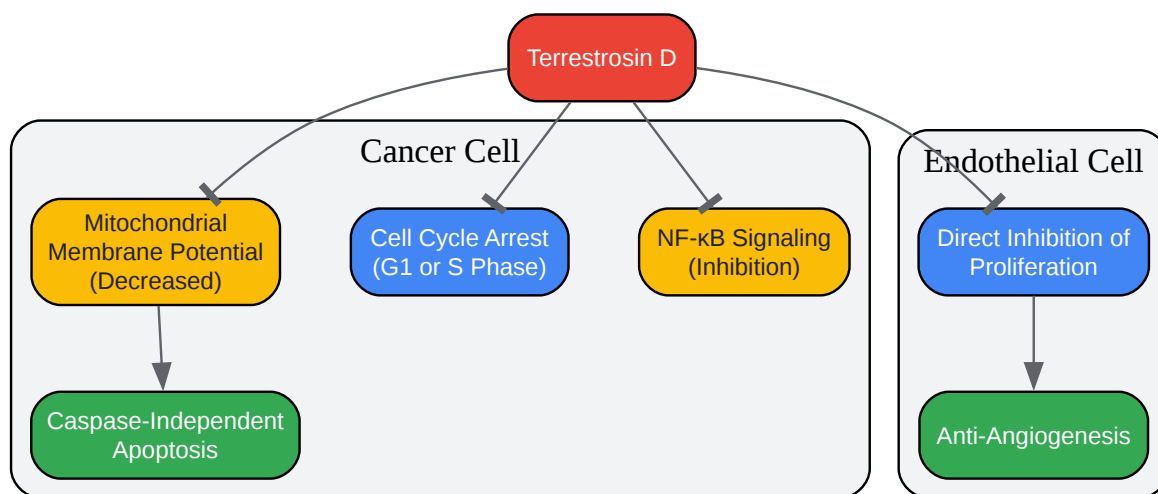 Terrestrosin D
Cancer Cell
Endothelial Cell
Mitochondrial
Membrane Potential
(Decreased)
Cell Cycle Arrest
(G1 or S Phase)
NF-κB Signaling
(Inhibition)
Direct Inhibition of
Proliferation
Caspase-Independent
Apoptosis
Anti-Angiogenesis